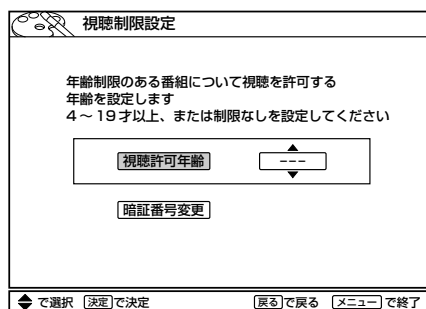 視聴制限設定
年齢制限のある番組について視聴を許可する
年齢を設定します
4～19才以上、または制限なしを設定してください
視聴許可年齢 ---
暗証番号変更
で選択 決定で決定 戻るで戻る メニューで終了